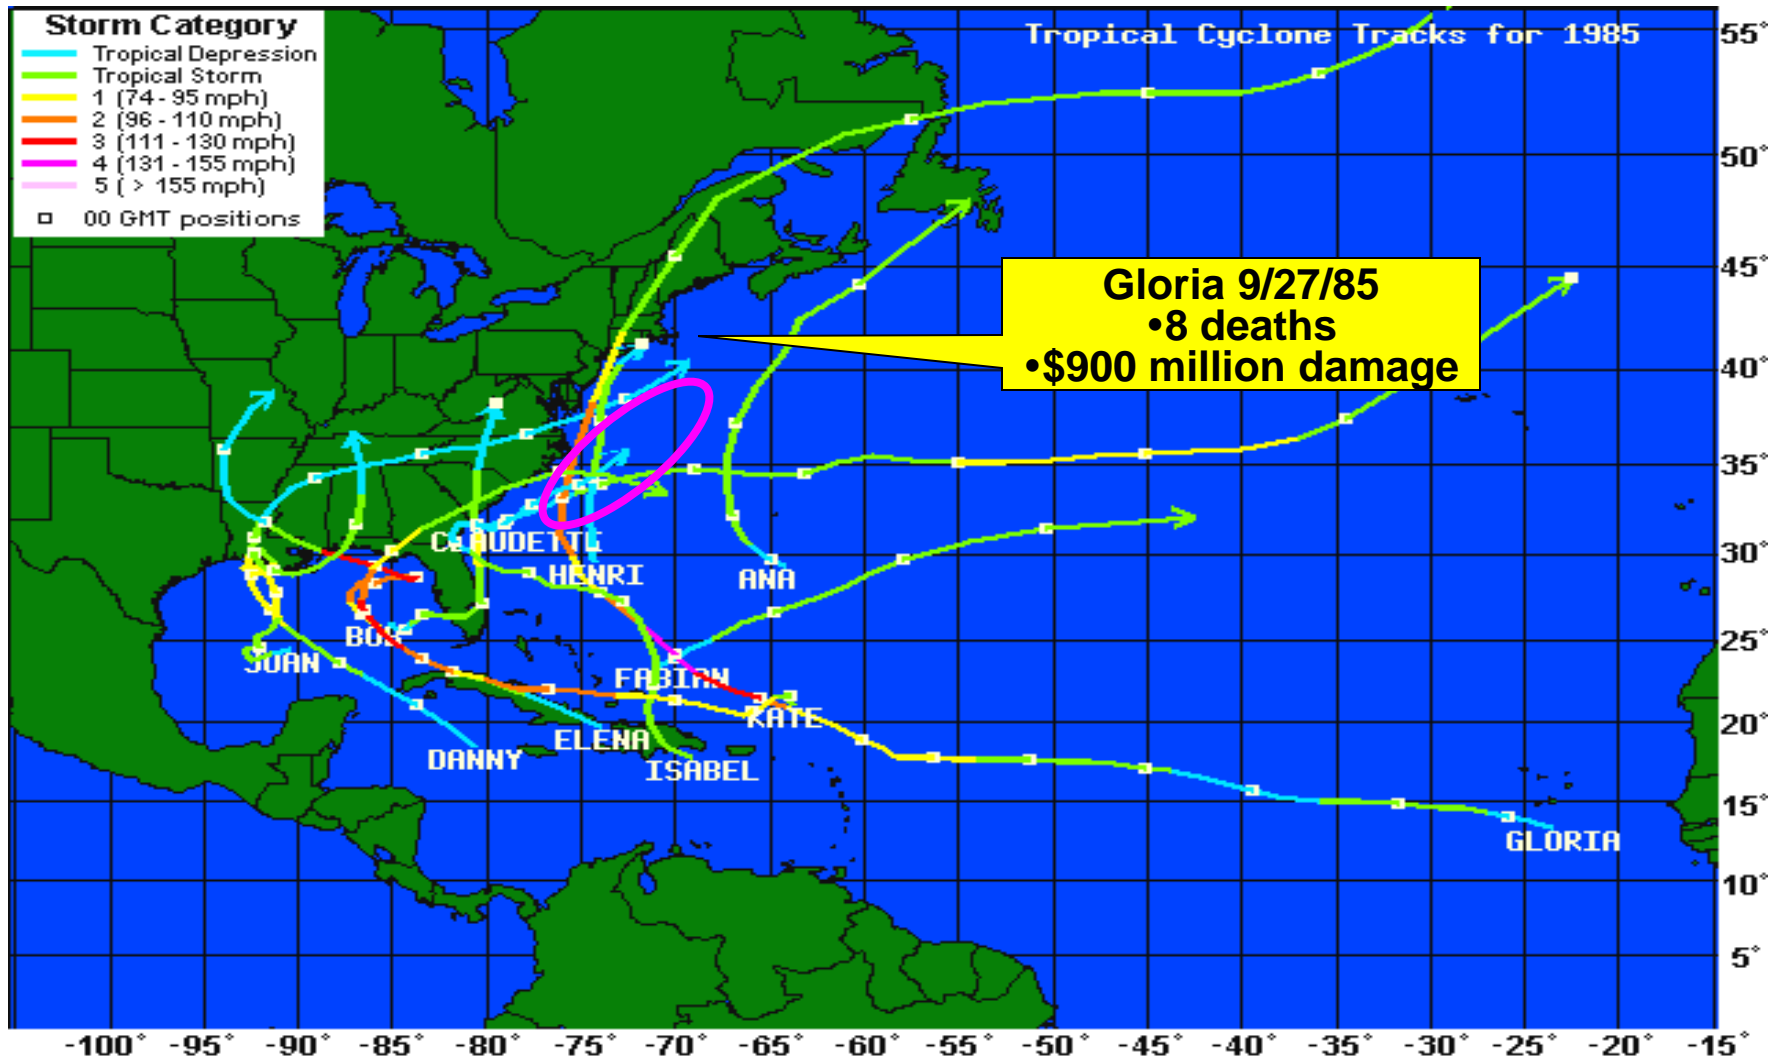 Storm Category
Tropical Depression
Tropical Storm
1 (74 - 95 mph)
2 (96 - 110 mph)
3 (111 - 130 mph)
4 (131 - 155 mph)
5 ( > 155 mph)
00 GMT positions
Tropical Cyclone Tracks for 1985
55°
50°
45°
Gloria 9/27/85
•8 deaths
•$900 million damage
40°
35°
CLAUDETTE
30°
HENRI
ANA
BOB
25°
JUAN
FABIAN
KATE
20°
ELENA
DANNY
ISABEL
15°
GLORIA
10°
5°
-100° -95° -90° -85° -80° -75° -70° -65° -60° -55° -50° -45° -40° -35° -30° -25° -20° -15°